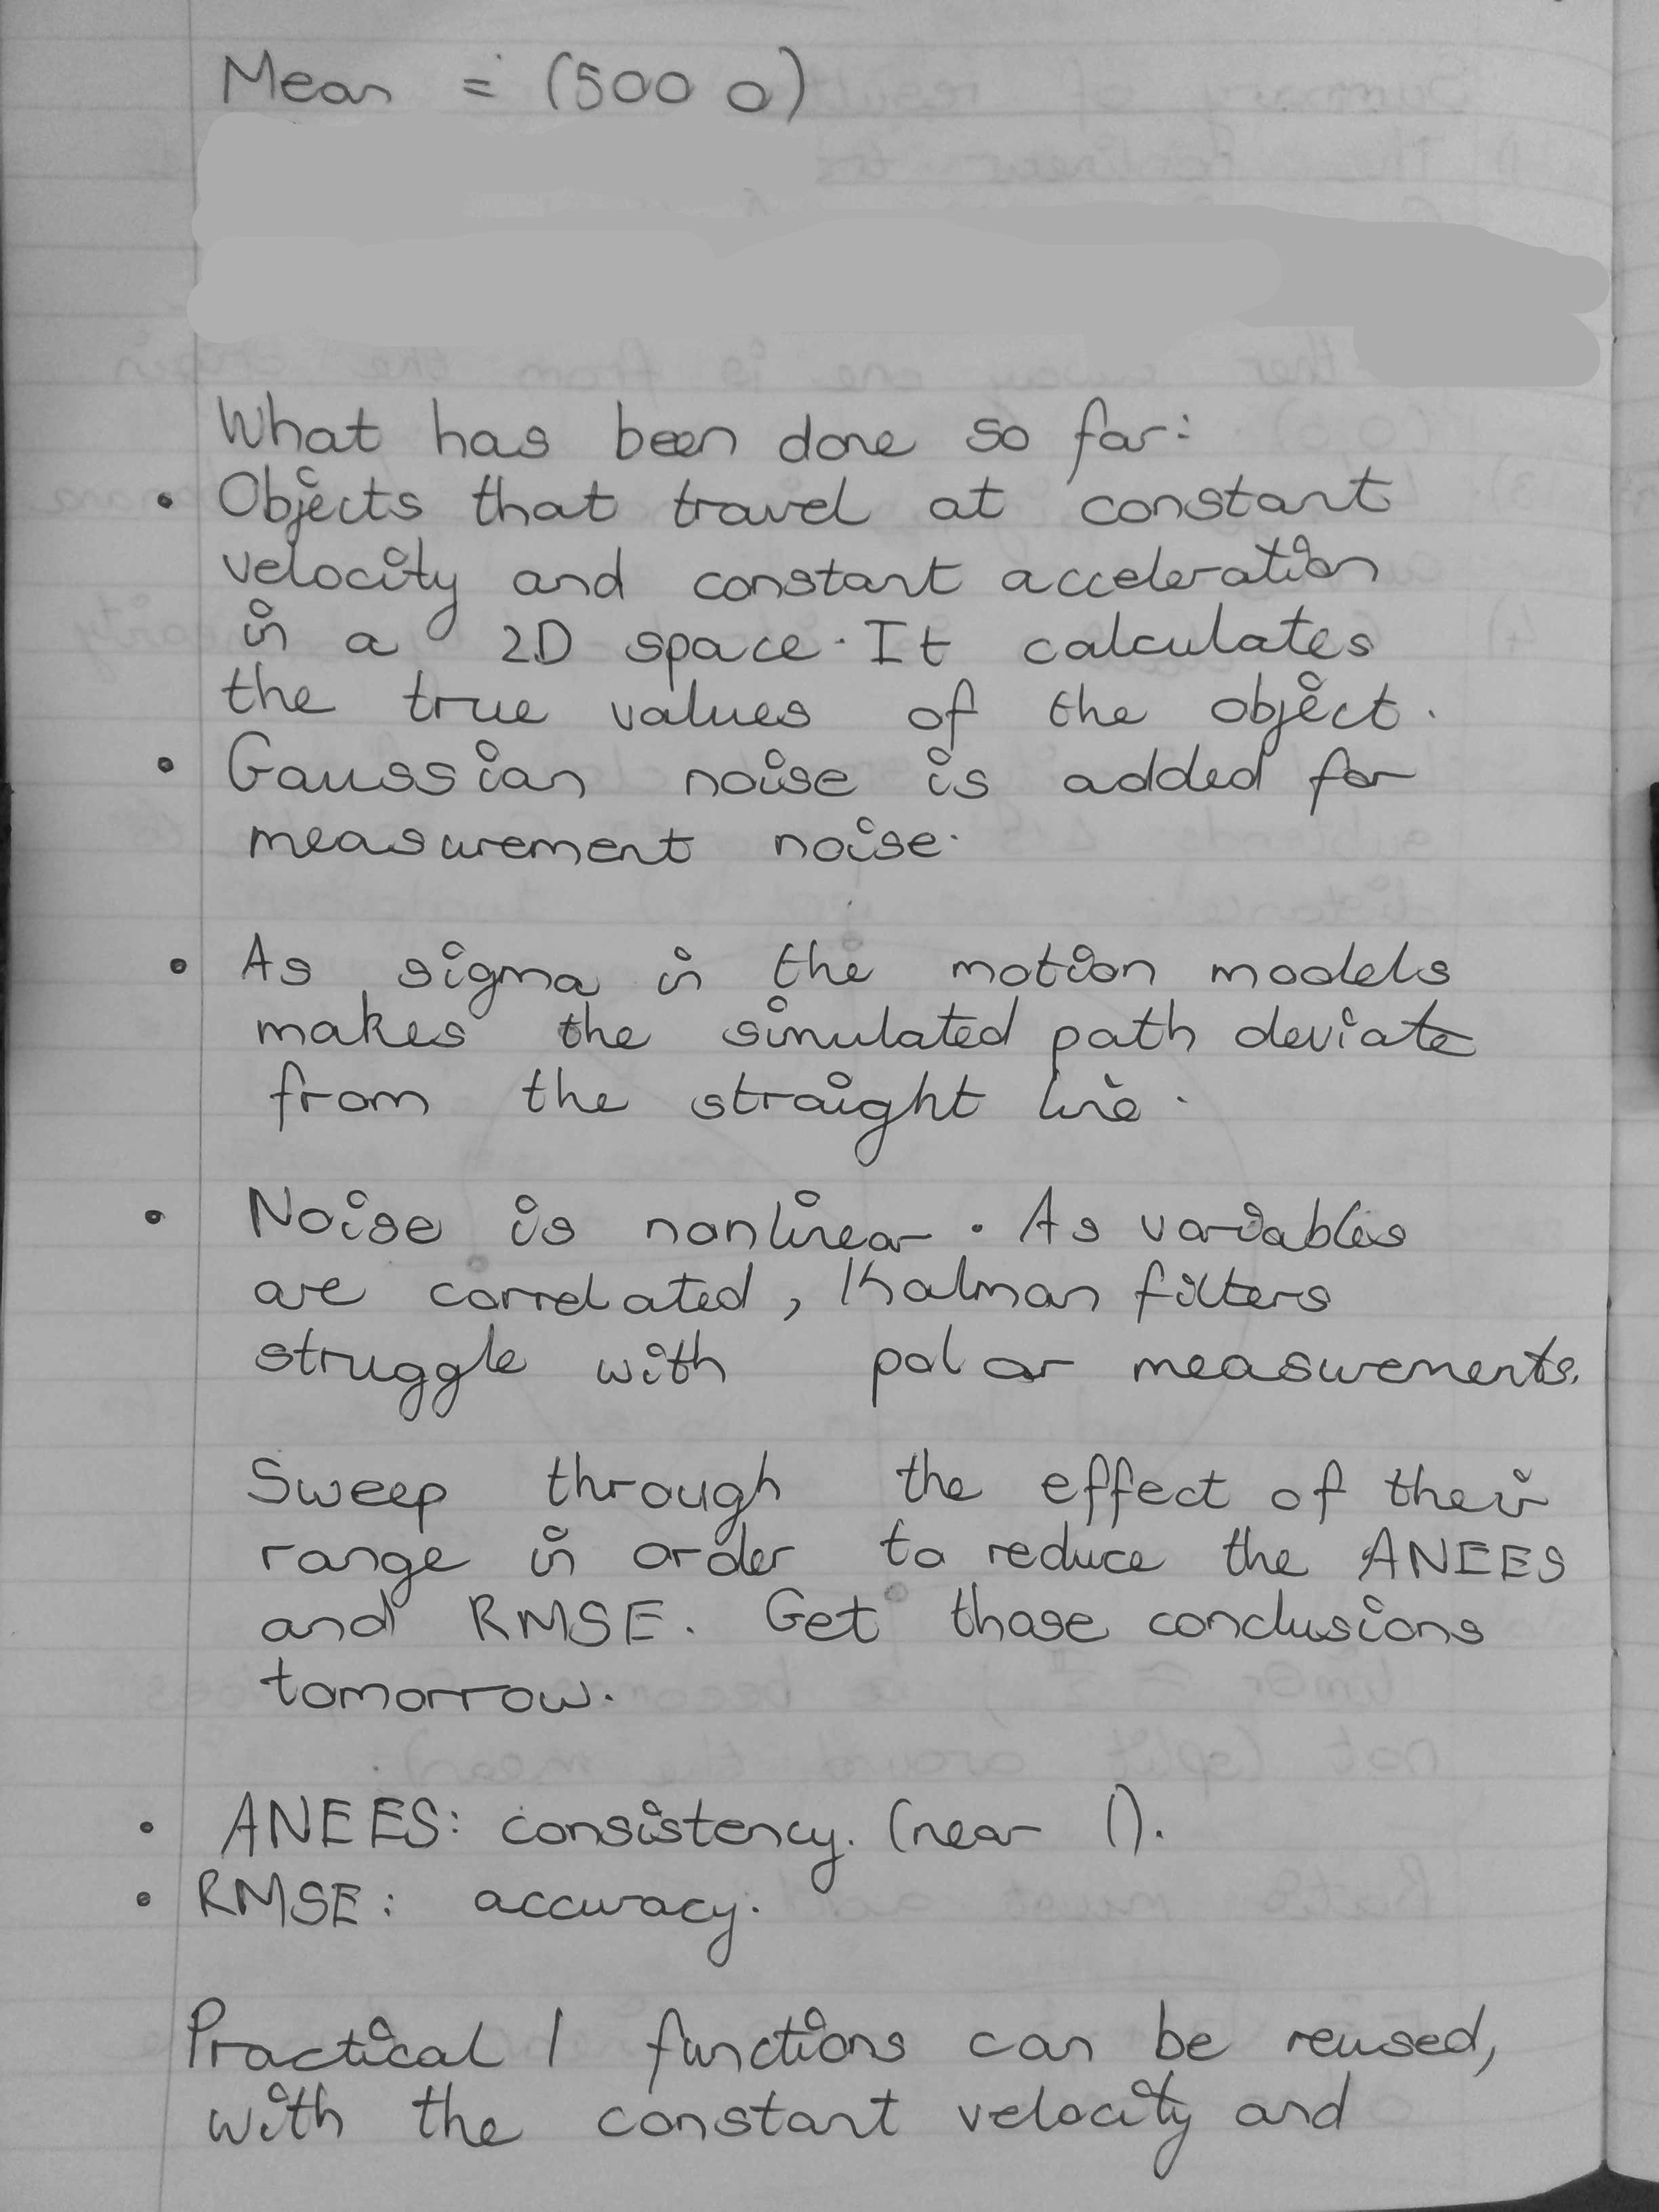 Mean = (500 0)
What has been done so far:
• Objects that travel at constant
velocity and constant acceleration
in a 2D space. It calculates
the true values of the object.
• Gaussian noise is added for
measurement noise.
• As sigma in the motion models
makes the simulated path deviate
from the straight line.
• Noise is nonlinear. As variables
are correlated, Kalman filters
struggle with polar measurements.
Sweep through the effect of their
range in order to reduce the ANEES
and RMSE. Get those conclusions
tomorrow.
• ANEES: consistency. (near 1).
• RMSE: accuracy.
Practical 1 functions can be reused,
with the constant velocity and